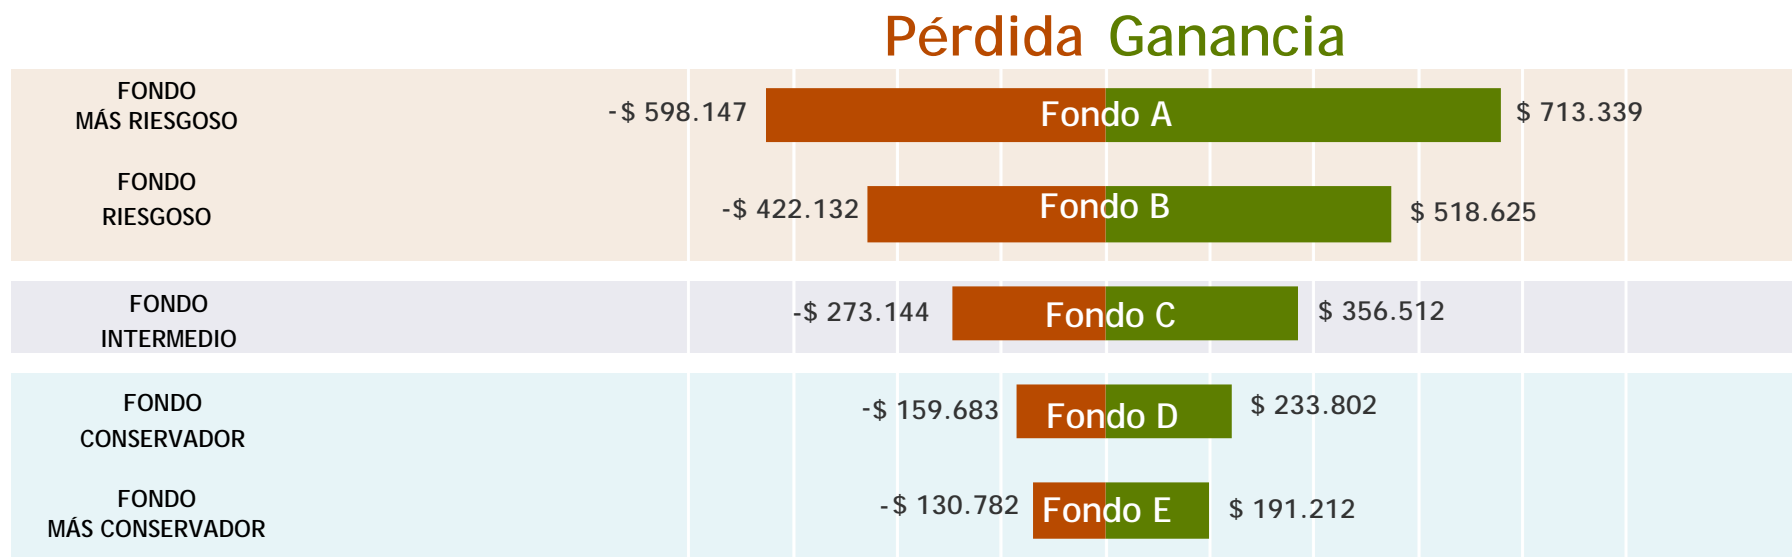 Pérdida Ganancia
FONDO
MÁS RIESGOSO
-$ 598.147 Fondo A $ 713.339
FONDO
RIESGOSO
-$ 422.132 Fondo B $ 518.625
FONDO
INTERMEDIO
-$ 273.144 Fondo C $ 356.512
FONDO
CONSERVADOR
-$ 159.683 Fondo D $ 233.802
FONDO
MÁS CONSERVADOR
-$ 130.782 Fondo E $ 191.212